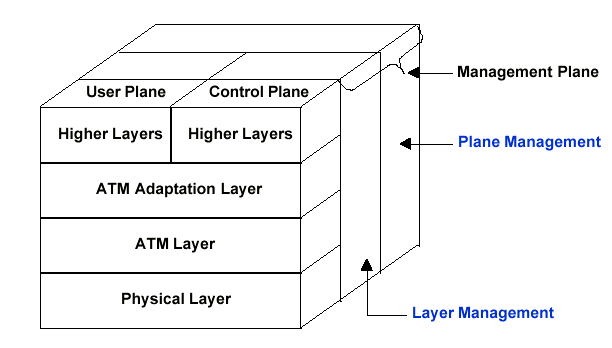 Management Plane
User Plane
Control Plane
Higher Layers
Higher Layers
Plane Management
ATM Adaptation Layer
ATM Layer
Physical Layer
Layer Management